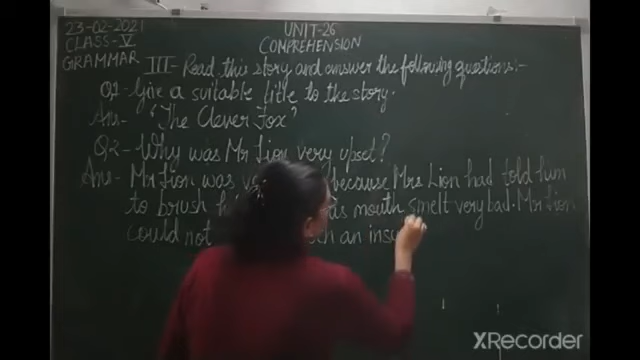 23-02-2021
UNIT-26
CLASS-V
COMPREHENSION
GRAMMAR
III- Read this story and answer the following questions:-
Q1- Give a suitable title to the story.
Ans- 'The Clever Fox'
Q2- Why was Mr Lion very upset?
Ans- Mr Lion was because Mrs Lion had told him
to brush mouth smelt very bad. Mr Lion
could not an
XRecorder